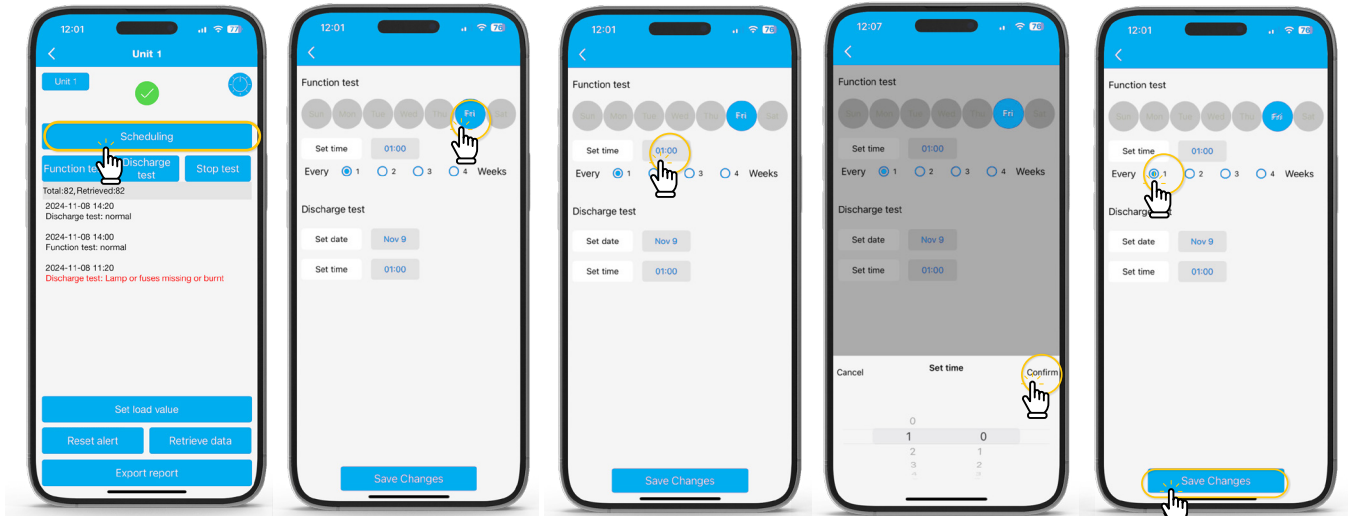 12:01
77
Unit 1
Unit 1
Scheduling
Function te
Discharge
test
Stop test
Total:82, Retrieved:82
2024-11-08 14:20
Discharge test: normal
2024-11-08 14:00
Function test: normal
2024-11-08 11:20
Discharge test: Lamp or fuses missing or burnt
Set load value
Reset alert
Retrieve data
Export report
12:01
76
Function test
Sun Mon Tue Wed Thu Fri Sat
Set time 01:00
Every 1 2 3 4 Weeks
Discharge test
Set date Nov 9
Set time 01:00
Save Changes
12:01
76
Function test
Sun Mon Tue Wed Thu Fri Sat
Set time 01:00
Every 1 3 4 Weeks
Discharge test
Set date Nov 9
Set time 01:00
Save Changes
12:07
76
Function test
Sun Mon Tue Wed Thu Fri Sat
Set time 01:00
Every 1 2 3 4 Weeks
Discharge test
Set date Nov 9
Set time 01:00
Cancel Set time Confirm
0
1 0
2 1
3 2
12:01
76
Function test
Sun Mon Tue Wed Thu Fri Sat
Set time 01:00
Every 1 2 3 4 Weeks
Discharge test
Set date Nov 9
Set time 01:00
Save Changes